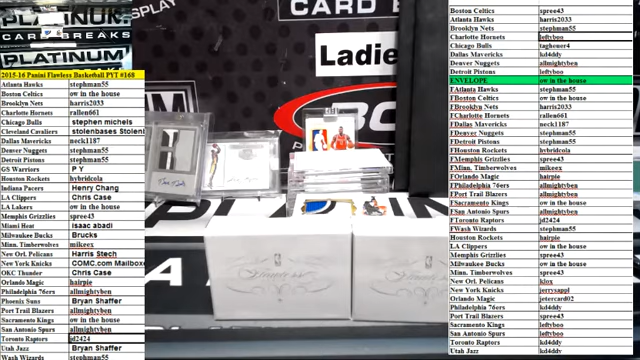 PLATINUM
CARD BREAKS
PLATINUM
2015-16 Panini Flawless Basketball PYT #168
Atlanta Hawks stephman55
Boston Celtics ow in the house
Brooklyn Nets harris2033
Charlotte Hornets rallen661
Chicago Bulls stephen michels
Cleveland Cavaliers stolenbases Stolen
Dallas Mavericks neck1187
Denver Nuggets stephman55
Detroit Pistons stephman55
GS Warriors P Y
Houston Rockets hybridcola
Indiana Pacers Henry Chang
LA Clippers Chris Case
LA Lakers ow in the house
Memphis Grizzlies spree43
Miami Heat isaac abadi
Milwaukee Bucks Brucks
Minn. Timberwolves mikeex
New Orl. Pelicans Harris Stech
New York Knicks COMC.com Mailbox
OKC Thunder Chris Case
Orlando Magic hairpie
Philadelphia 76ers allmightyben
Phoenix Suns Bryan Shaffer
Port Trail Blazers allmightyben
Sacramento Kings ow in the house
San Antonio Spurs allmightyben
Toronto Raptors jd2424
Utah Jazz Bryan Shaffer
Wash Wizards stephman55
SPLAY
CARD B
Ladie
Flawless
Boston Celtics spree43
Atlanta Hawks harris2033
Brooklyn Nets stephman55
Charlotte Hornets leftyboo
Chicago Bulls taghener4
Dallas Mavericks kd4ddy
Denver Nuggets allmightyben
Detroit Pistons leftyboo
ENVELOPE ow in the house
FAtlanta Hawks stephman55
FBoston Celtics ow in the house
FBrooklyn Nets harris2033
FCharlotte Hornets rallen661
FDallas Mavericks neck1187
FDenver Nuggets stephman55
FDetroit Pistons stephman55
FHouston Rockets hybridcola
FMemphis Grizzlies spree43
FMinn. Timberwolves mikeex
FOrlando Magic hairpie
FPhiladelphia 76ers allmightyben
FPort Trail Blazers allmightyben
FSacramento Kings ow in the house
FSan Antonio Spurs allmightyben
FToronto Raptors jd2424
FWash Wizards stephman55
Houston Rockets hairpie
LA Clippers ow in the house
Memphis Grizzlies spree43
Milwaukee Bucks ow in the house
Minn. Timberwolves spree43
New Orl. Pelicans klox
New York Knicks jerrysappl
Orlando Magic jetercard02
Philadelphia 76ers kd4ddy
Port Trail Blazers spree43
Sacramento Kings leftyboo
San Antonio Spurs leftyboo
Toronto Raptors kd4ddy
Utah Jazz kd4ddy